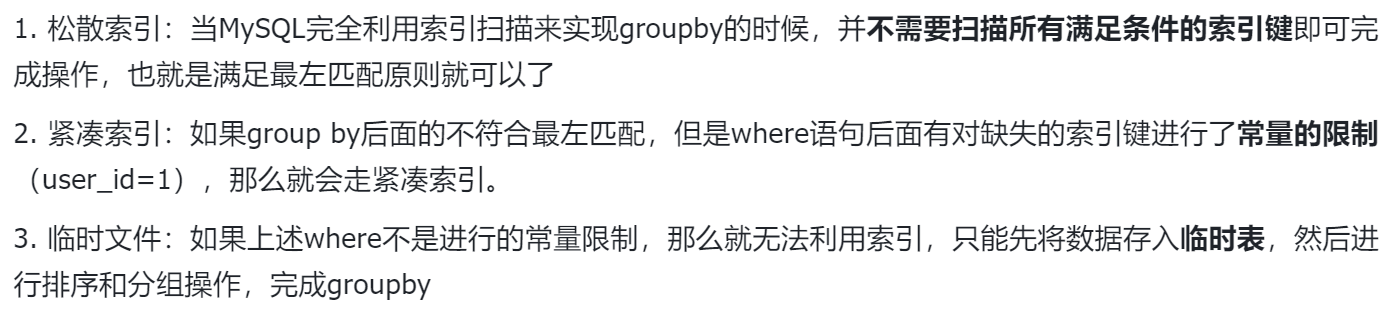 1. 松散索引：当MySQL完全利用索引扫描来实现groupby的时候，并不需要扫描所有满足条件的索引键即可完
成操作，也就是满足最左匹配原则就可以了
2. 紧凑索引：如果group by后面的不符合最左匹配，但是where语句后面有对缺失的索引键进行了常量的限制
（user_id=1），那么就会走紧凑索引。
3. 临时文件：如果上述where不是进行的常量限制，那么就无法利用索引，只能先将数据存入临时表，然后进
行排序和分组操作，完成groupby